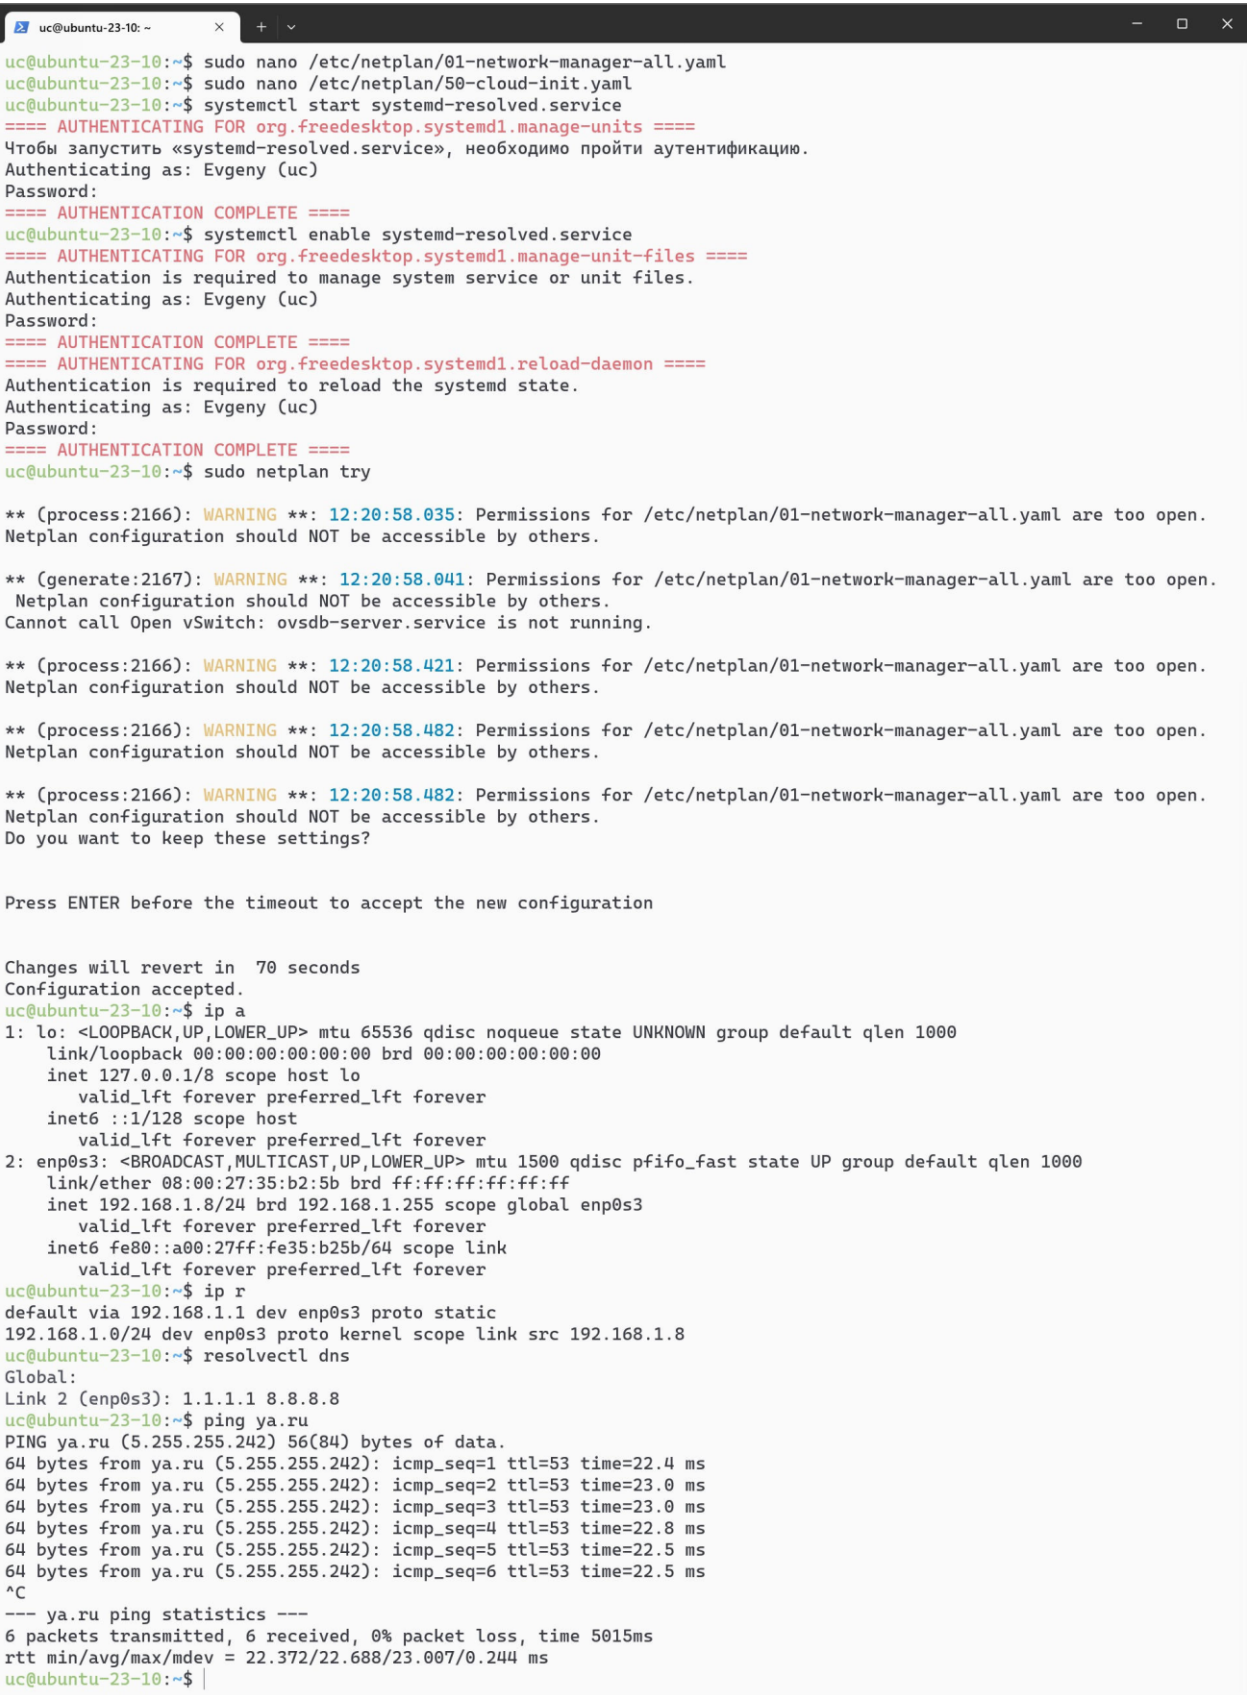 uc@ubuntu-23-10: ~
uc@ubuntu-23-10:~$ sudo nano /etc/netplan/01-network-manager-all.yaml
uc@ubuntu-23-10:~$ sudo nano /etc/netplan/50-cloud-init.yaml
uc@ubuntu-23-10:~$ systemctl start systemd-resolved.service
==== AUTHENTICATING FOR org.freedesktop.systemd1.manage-units ====
Чтобы запустить «systemd-resolved.service», необходимо пройти аутентификацию.
Authenticating as: Evgeny (uc)
Password:
==== AUTHENTICATION COMPLETE ====
uc@ubuntu-23-10:~$ systemctl enable systemd-resolved.service
==== AUTHENTICATING FOR org.freedesktop.systemd1.manage-unit-files ====
Authentication is required to manage system service or unit files.
Authenticating as: Evgeny (uc)
Password:
==== AUTHENTICATION COMPLETE ====
==== AUTHENTICATING FOR org.freedesktop.systemd1.reload-daemon ====
Authentication is required to reload the systemd state.
Authenticating as: Evgeny (uc)
Password:
==== AUTHENTICATION COMPLETE ====
uc@ubuntu-23-10:~$ sudo netplan try
** (process:2166): WARNING **: 12:20:58.035: Permissions for /etc/netplan/01-network-manager-all.yaml are too open.
Netplan configuration should NOT be accessible by others.
** (generate:2167): WARNING **: 12:20:58.041: Permissions for /etc/netplan/01-network-manager-all.yaml are too open.
Netplan configuration should NOT be accessible by others.
Cannot call Open vSwitch: ovsdb-server.service is not running.
** (process:2166): WARNING **: 12:20:58.421: Permissions for /etc/netplan/01-network-manager-all.yaml are too open.
Netplan configuration should NOT be accessible by others.
** (process:2166): WARNING **: 12:20:58.482: Permissions for /etc/netplan/01-network-manager-all.yaml are too open.
Netplan configuration should NOT be accessible by others.
** (process:2166): WARNING **: 12:20:58.482: Permissions for /etc/netplan/01-network-manager-all.yaml are too open.
Netplan configuration should NOT be accessible by others.
Do you want to keep these settings?
Press ENTER before the timeout to accept the new configuration
Changes will revert in  70 seconds
Configuration accepted.
uc@ubuntu-23-10:~$ ip a
1: lo: <LOOPBACK,UP,LOWER_UP> mtu 65536 qdisc noqueue state UNKNOWN group default qlen 1000
link/loopback 00:00:00:00:00:00 brd 00:00:00:00:00:00
inet 127.0.0.1/8 scope host lo
valid_lft forever preferred_lft forever
inet6 ::1/128 scope host
valid_lft forever preferred_lft forever
2: enp0s3: <BROADCAST,MULTICAST,UP,LOWER_UP> mtu 1500 qdisc pfifo_fast state UP group default qlen 1000
link/ether 08:00:27:35:b2:5b brd ff:ff:ff:ff:ff:ff
inet 192.168.1.8/24 brd 192.168.1.255 scope global enp0s3
valid_lft forever preferred_lft forever
inet6 fe80::a00:27ff:fe35:b25b/64 scope link
valid_lft forever preferred_lft forever
uc@ubuntu-23-10:~$ ip r
default via 192.168.1.1 dev enp0s3 proto static
192.168.1.0/24 dev enp0s3 proto kernel scope link src 192.168.1.8
uc@ubuntu-23-10:~$ resolvectl dns
Global:
Link 2 (enp0s3): 1.1.1.1 8.8.8.8
uc@ubuntu-23-10:~$ ping ya.ru
PING ya.ru (5.255.255.242) 56(84) bytes of data.
64 bytes from ya.ru (5.255.255.242): icmp_seq=1 ttl=53 time=22.4 ms
64 bytes from ya.ru (5.255.255.242): icmp_seq=2 ttl=53 time=23.0 ms
64 bytes from ya.ru (5.255.255.242): icmp_seq=3 ttl=53 time=23.0 ms
64 bytes from ya.ru (5.255.255.242): icmp_seq=4 ttl=53 time=22.8 ms
64 bytes from ya.ru (5.255.255.242): icmp_seq=5 ttl=53 time=22.5 ms
64 bytes from ya.ru (5.255.255.242): icmp_seq=6 ttl=53 time=22.5 ms
^C
--- ya.ru ping statistics ---
6 packets transmitted, 6 received, 0% packet loss, time 5015ms
rtt min/avg/max/mdev = 22.372/22.688/23.007/0.244 ms
uc@ubuntu-23-10:~$